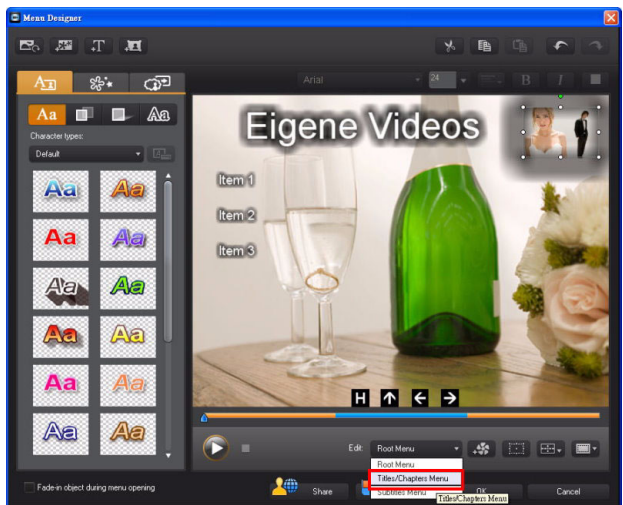 Menu Designer
T
Arial
24
B
I
Aa
Aa
Character types:
Default
Aa Aa
Aa Aa
Aa Aa
Aa Aa
Aa Aa
Aa Aa
Eigene Videos
Item 1
Item 2
Item 3
H
Edit:
Root Menu
Root Menu
Titles/Chapters Menu
Subtitles Menu
Titles/Chapters Menu
Fade-in object during menu opening
Share
OK
Cancel